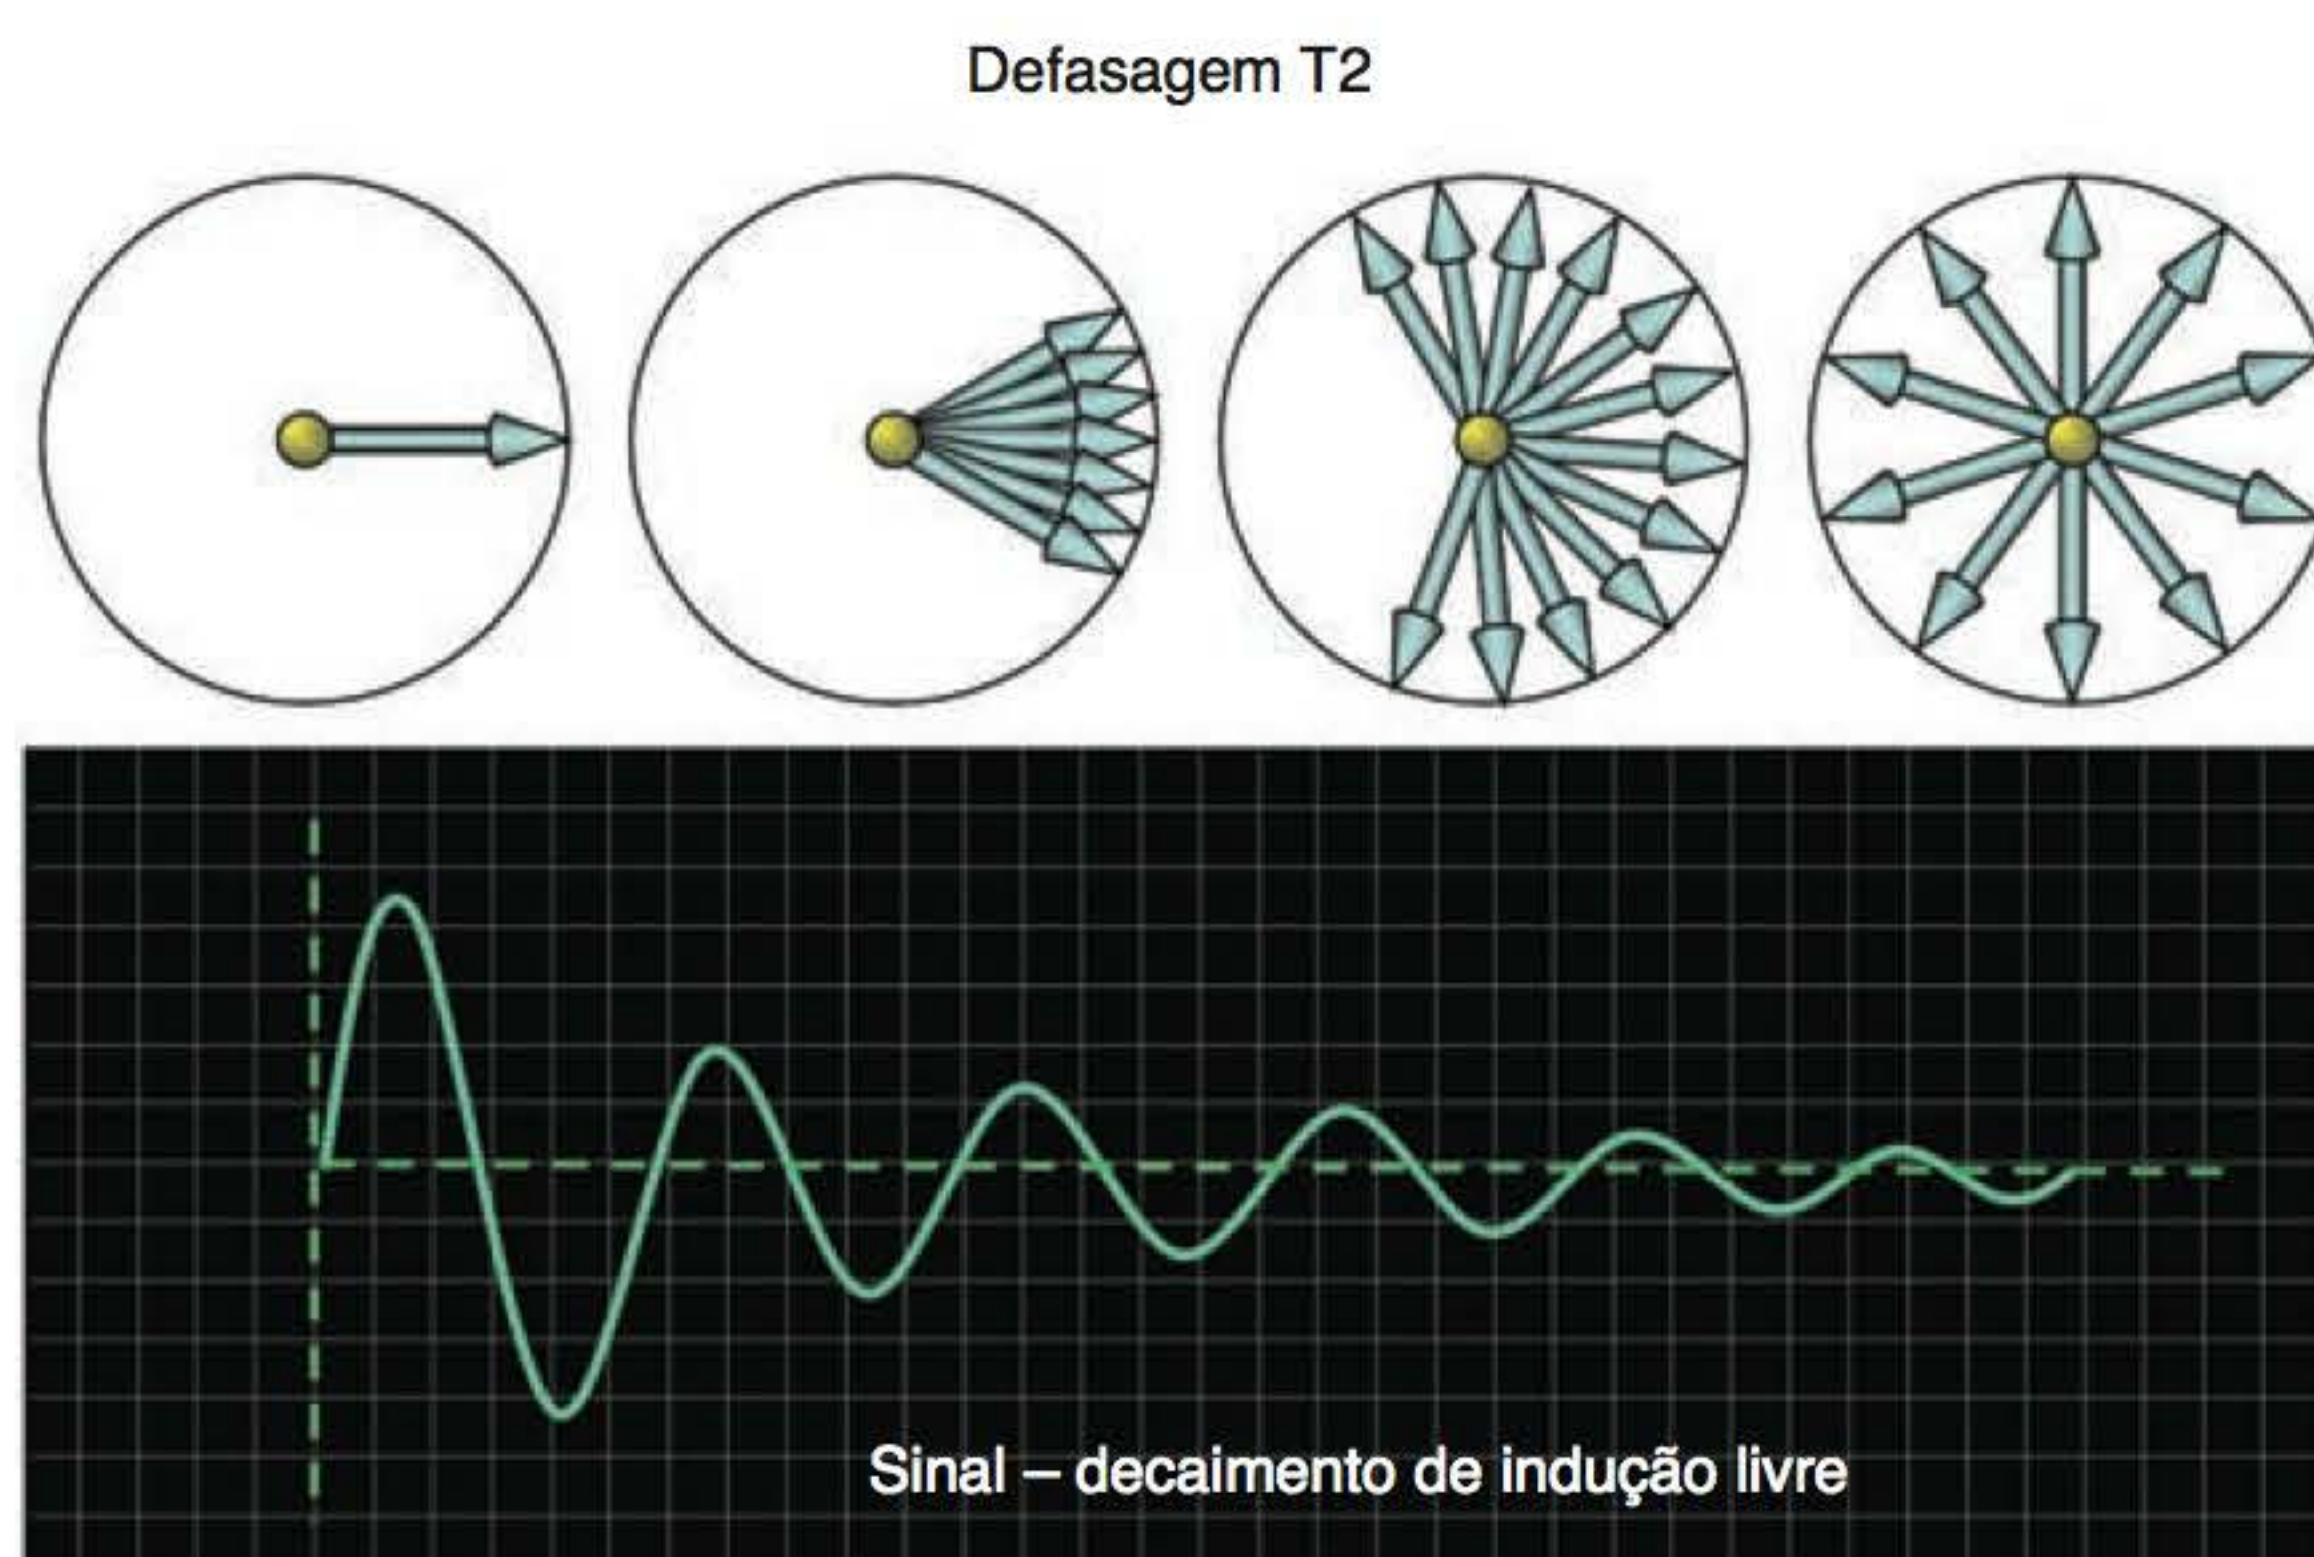 Defasagem T2
Sinal – decaimento de indução livre